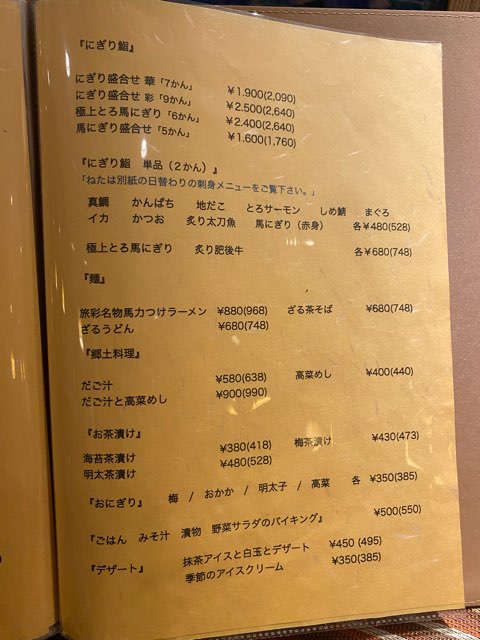 『にぎり鮨』
にぎり盛合せ 華「7かん」 ¥1.900(2,090)
にぎり盛合せ 彩「9かん」 ¥2.500(2,640)
極上とろ馬にぎり「6かん」 ¥2.400(2,640)
馬にぎり盛合せ「5かん」 ¥1.600(1,760)
『にぎり鮨 単品(2かん)』
「ねたは別紙の日替わりの刺身メニューをご覧下さい。」
真鯛 かんぱち 地だこ とろサーモン しめ鯖 まぐろ
イカ かつお 炙り太刀魚 馬にぎり(赤身) 各¥480(528)
極上とろ馬にぎり 炙り肥後牛 各¥680(748)
『麺』
旅彩名物馬力つけラーメン ¥880(968) ざる茶そば ¥680(748)
ざるうどん ¥680(748)
『郷土料理』
だご汁 ¥580(638) 高菜めし ¥400(440)
だご汁と高菜めし ¥900(990)
『お茶漬け』
海苔茶漬け ¥380(418) 梅茶漬け ¥430(473)
明太茶漬け ¥480(528)
『おにぎり』 梅 / おかか / 明太子 / 高菜 各 ¥350(385)
『ごはん みそ汁 漬物 野菜サラダのバイキング』 ¥500(550)
『デザート』 抹茶アイスと白玉とデザート ¥450 (495)
季節のアイスクリーム ¥350(385)